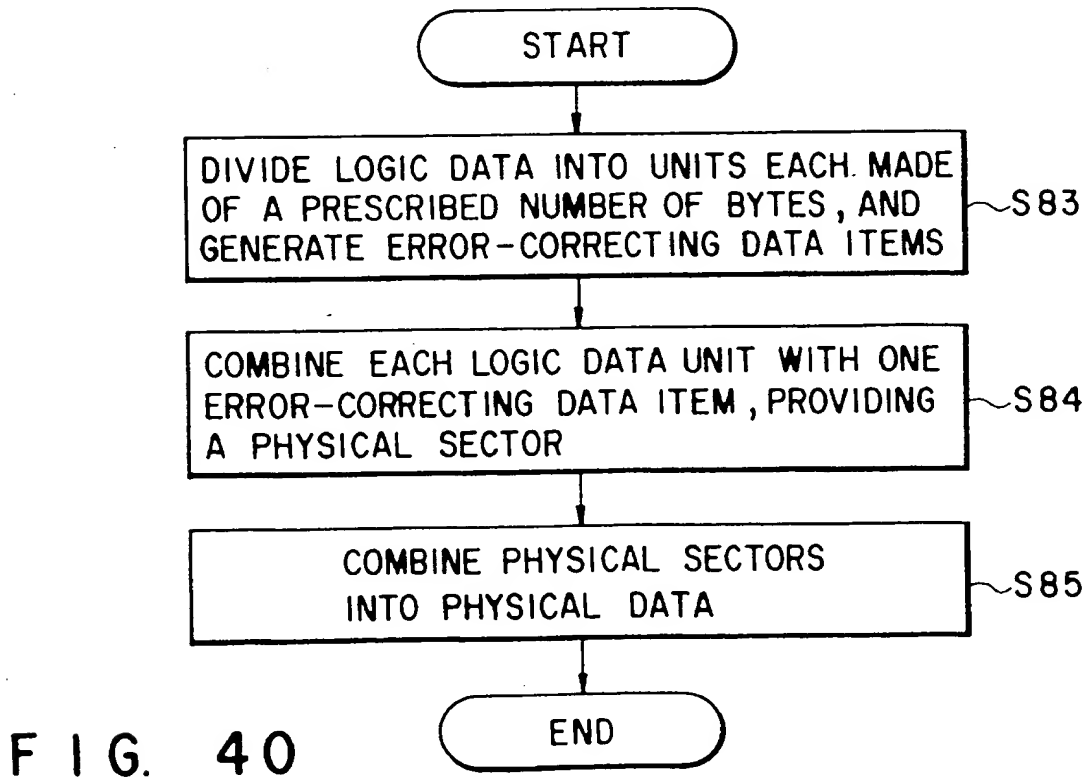 START
DIVIDE LOGIC DATA INTO UNITS EACH MADE
OF A PRESCRIBED NUMBER OF BYTES, AND
GENERATE ERROR-CORRECTING DATA ITEMS
S83
COMBINE EACH LOGIC DATA UNIT WITH ONE
ERROR-CORRECTING DATA ITEM, PROVIDING
A PHYSICAL SECTOR
S84
COMBINE PHYSICAL SECTORS
INTO PHYSICAL DATA
S85
END
FIG. 40